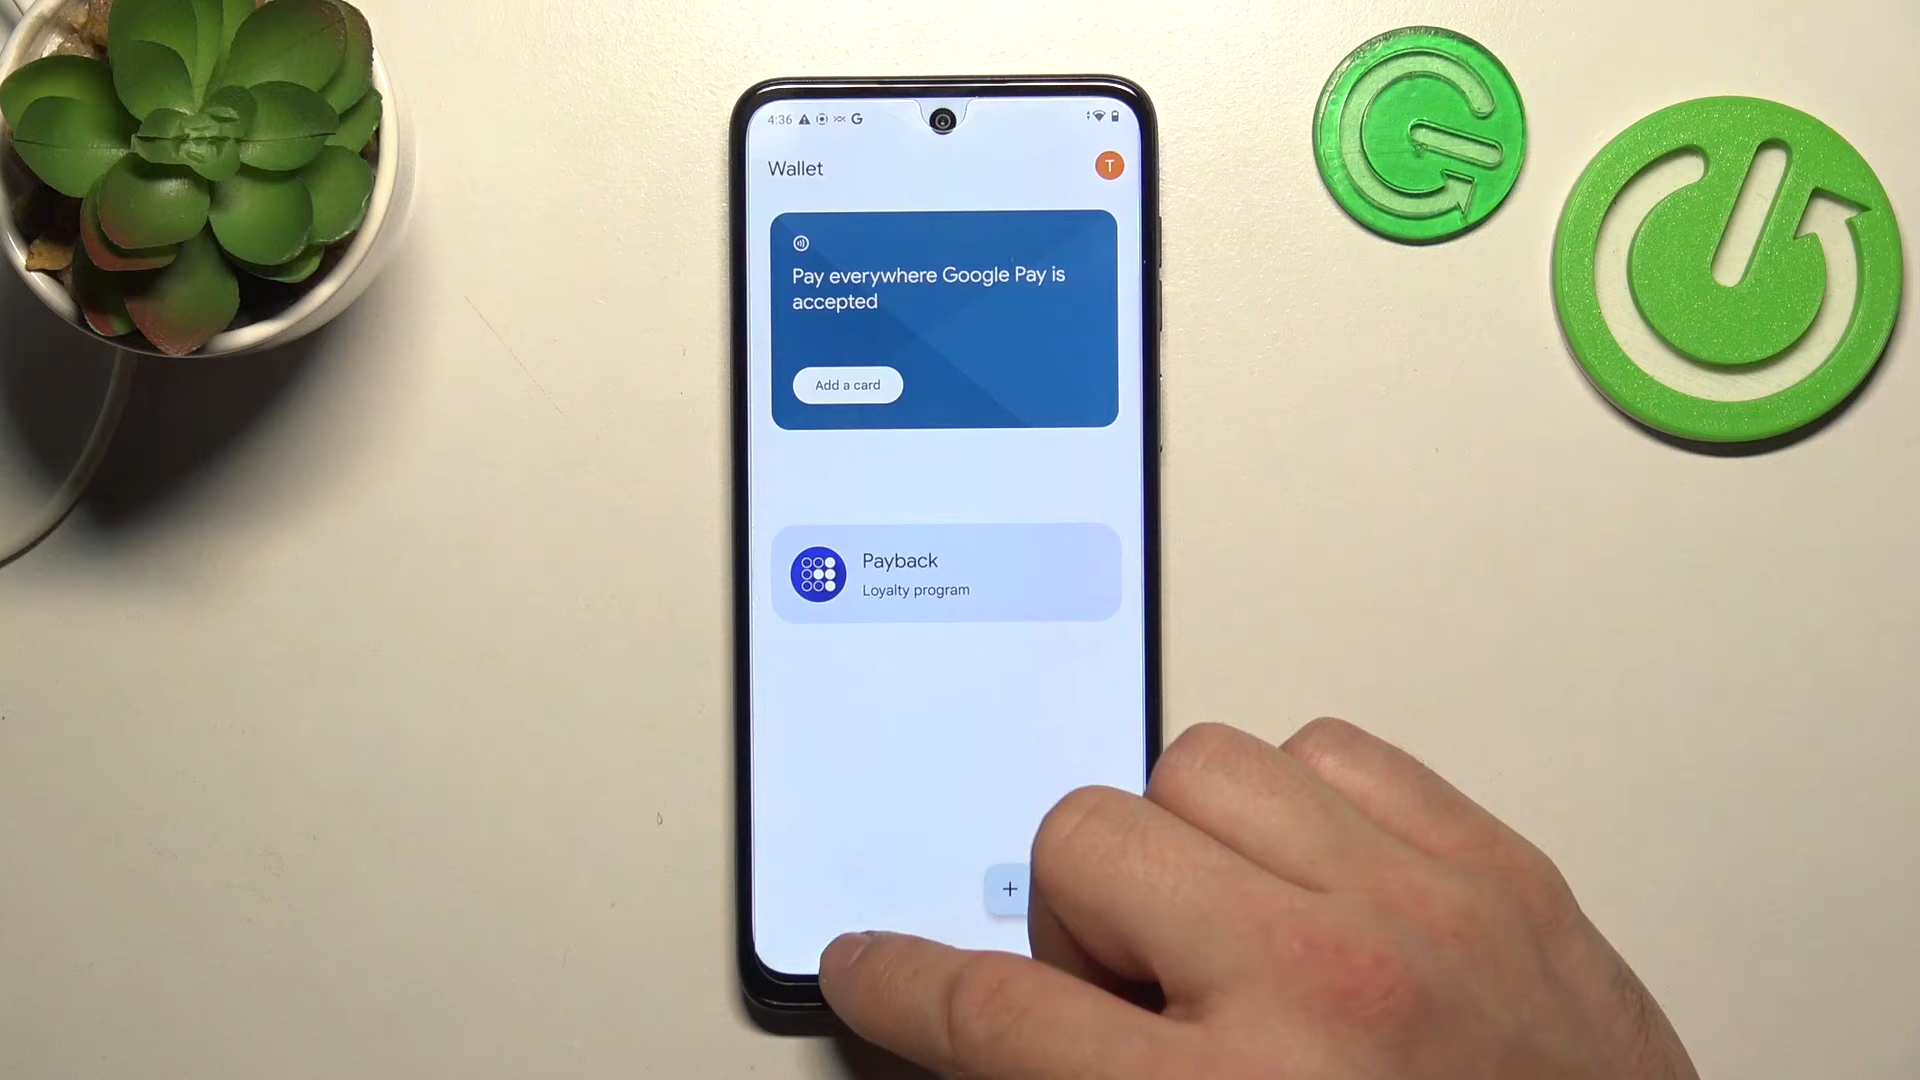 4:36
Wallet
T
Pay everywhere Google Pay is
accepted
Add a card
Payback
Loyalty program
+